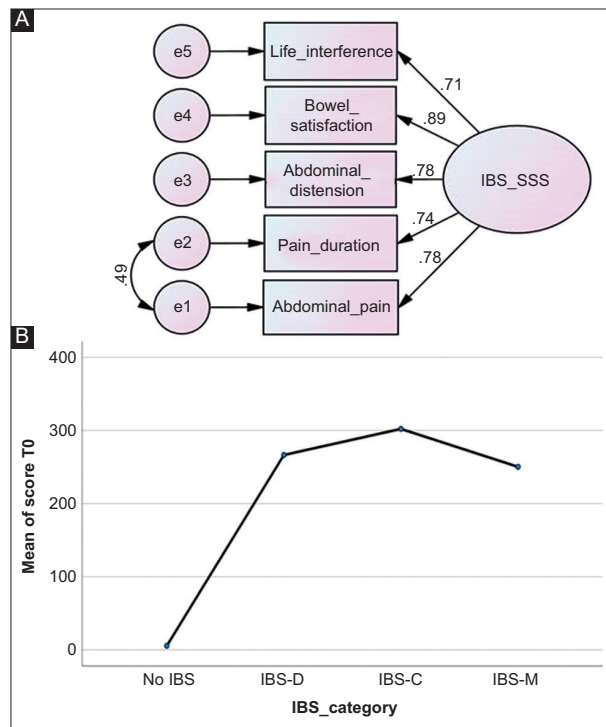 A
e5
Life_interference
.71
e4
Bowel_
satisfaction
.89
e3
Abdominal_
distension
.78
IBS_SSS
e2
Pain_duration
.74
.49
.78
e1
Abdominal_pain
B
400
300
200
100
0
Mean of score T0
No IBS
IBS-D
IBS-C
IBS-M
IBS_category